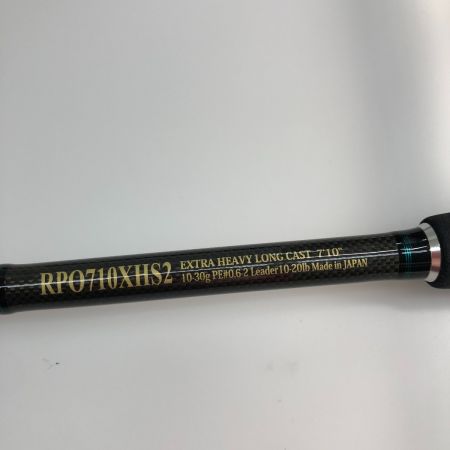 RPO710XHS2
EXTRA HEAVY LONG CAST 7'10"
10-30g PE#0.6-2 Leader10-20lb Made in JAPAN